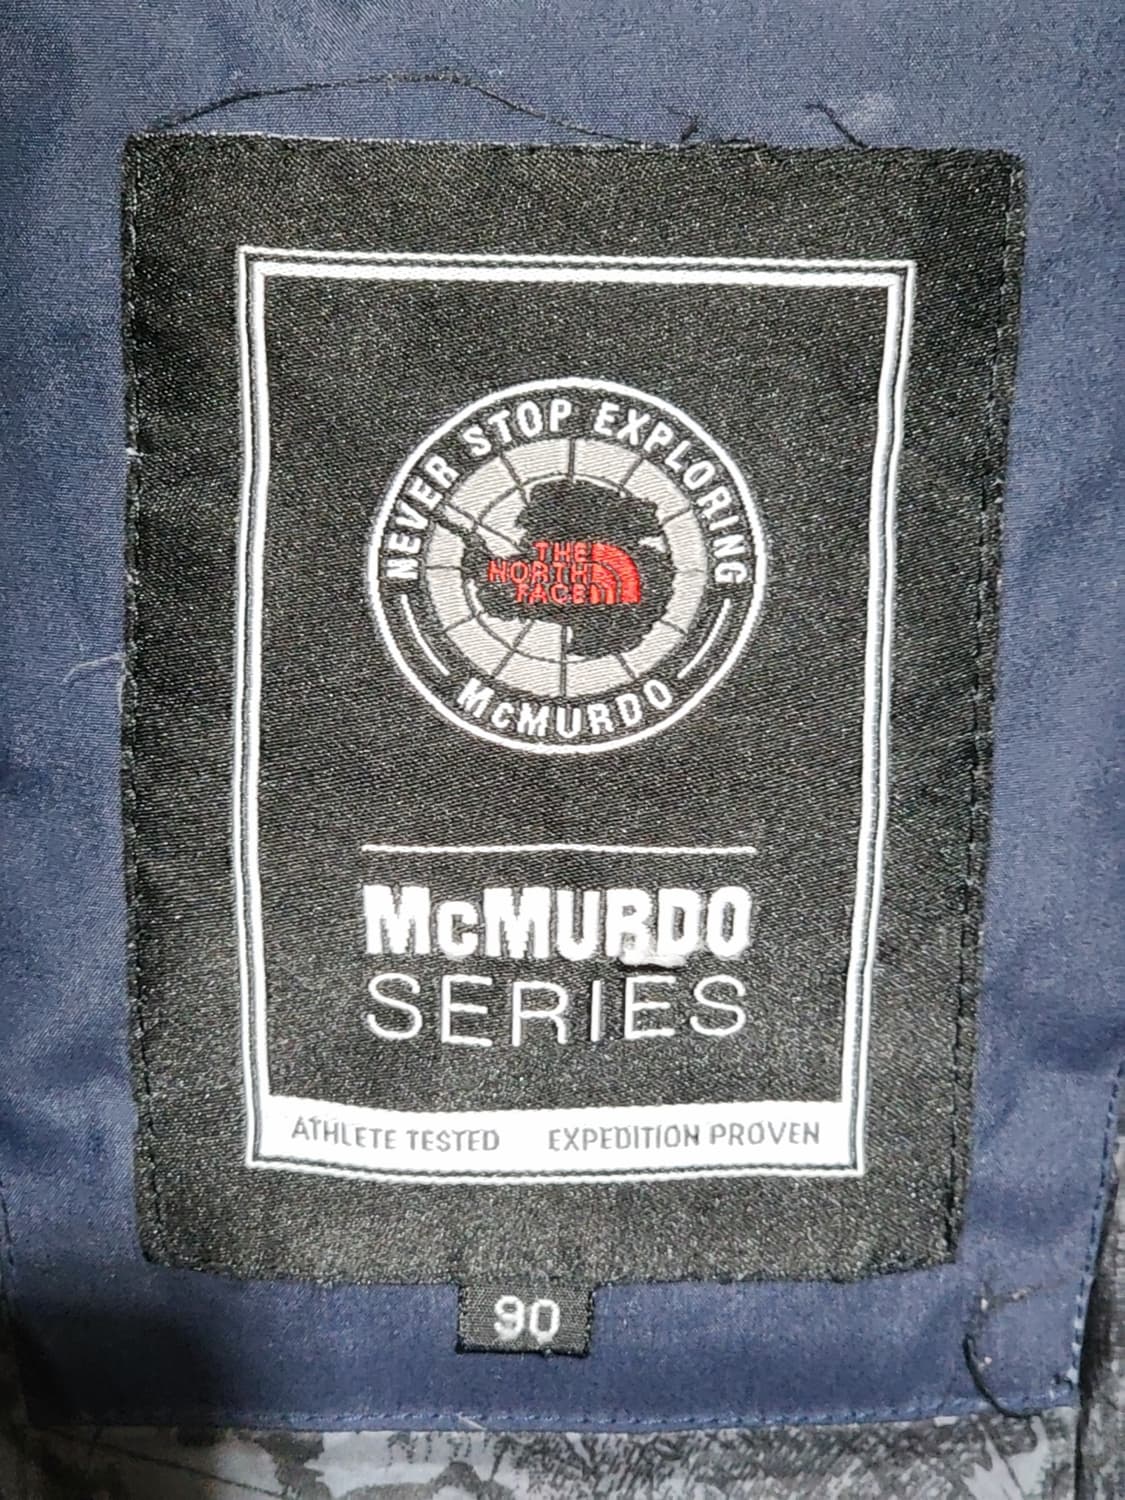 NEVER STOP EXPLORING
THE
NORTH
FACE
McMURDO
McMURDO
SERIES
ATHLETE TESTED EXPEDITION PROVEN
90